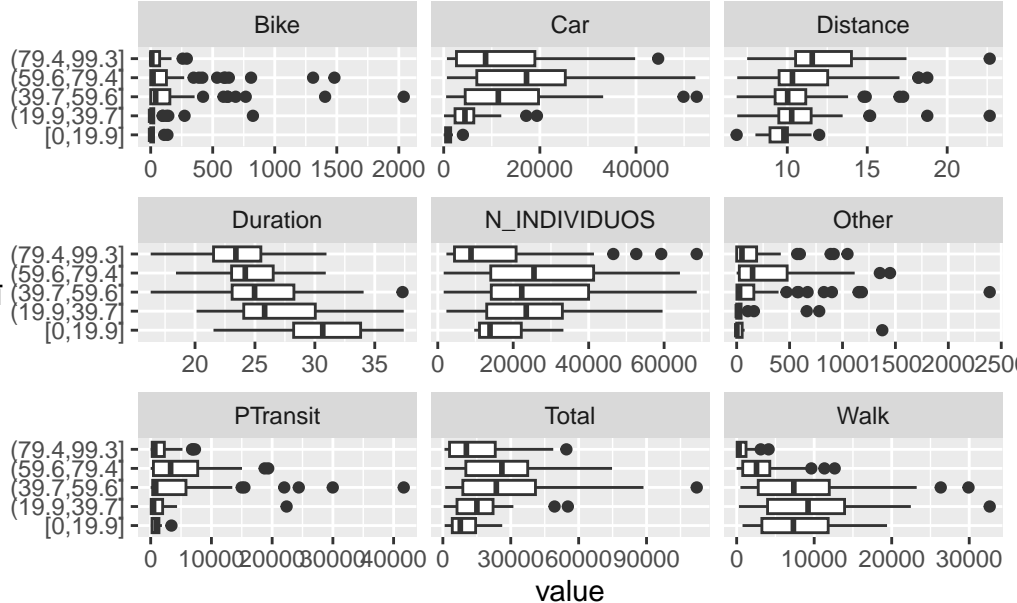 Bike Car Distance
(79.4,99.3]
(59.6,79.4]
(39.7,59.6]
(19.9,39.7]
[0,19.9]
0 500 1000 1500 2000 0 20000 40000 10 15 20
Duration N_INDIVIDUOS Other
(79.4,99.3]
(59.6,79.4]
(39.7,59.6]
(19.9,39.7]
[0,19.9]
20 25 30 35 0 20000 40000 60000 0 500 1000 1500 2000 2500
PTransit Total Walk
(79.4,99.3]
(59.6,79.4]
(39.7,59.6]
(19.9,39.7]
[0,19.9]
0 10000 20000 30000 40000 0 30000 60000 90000 0 10000 20000 30000
value